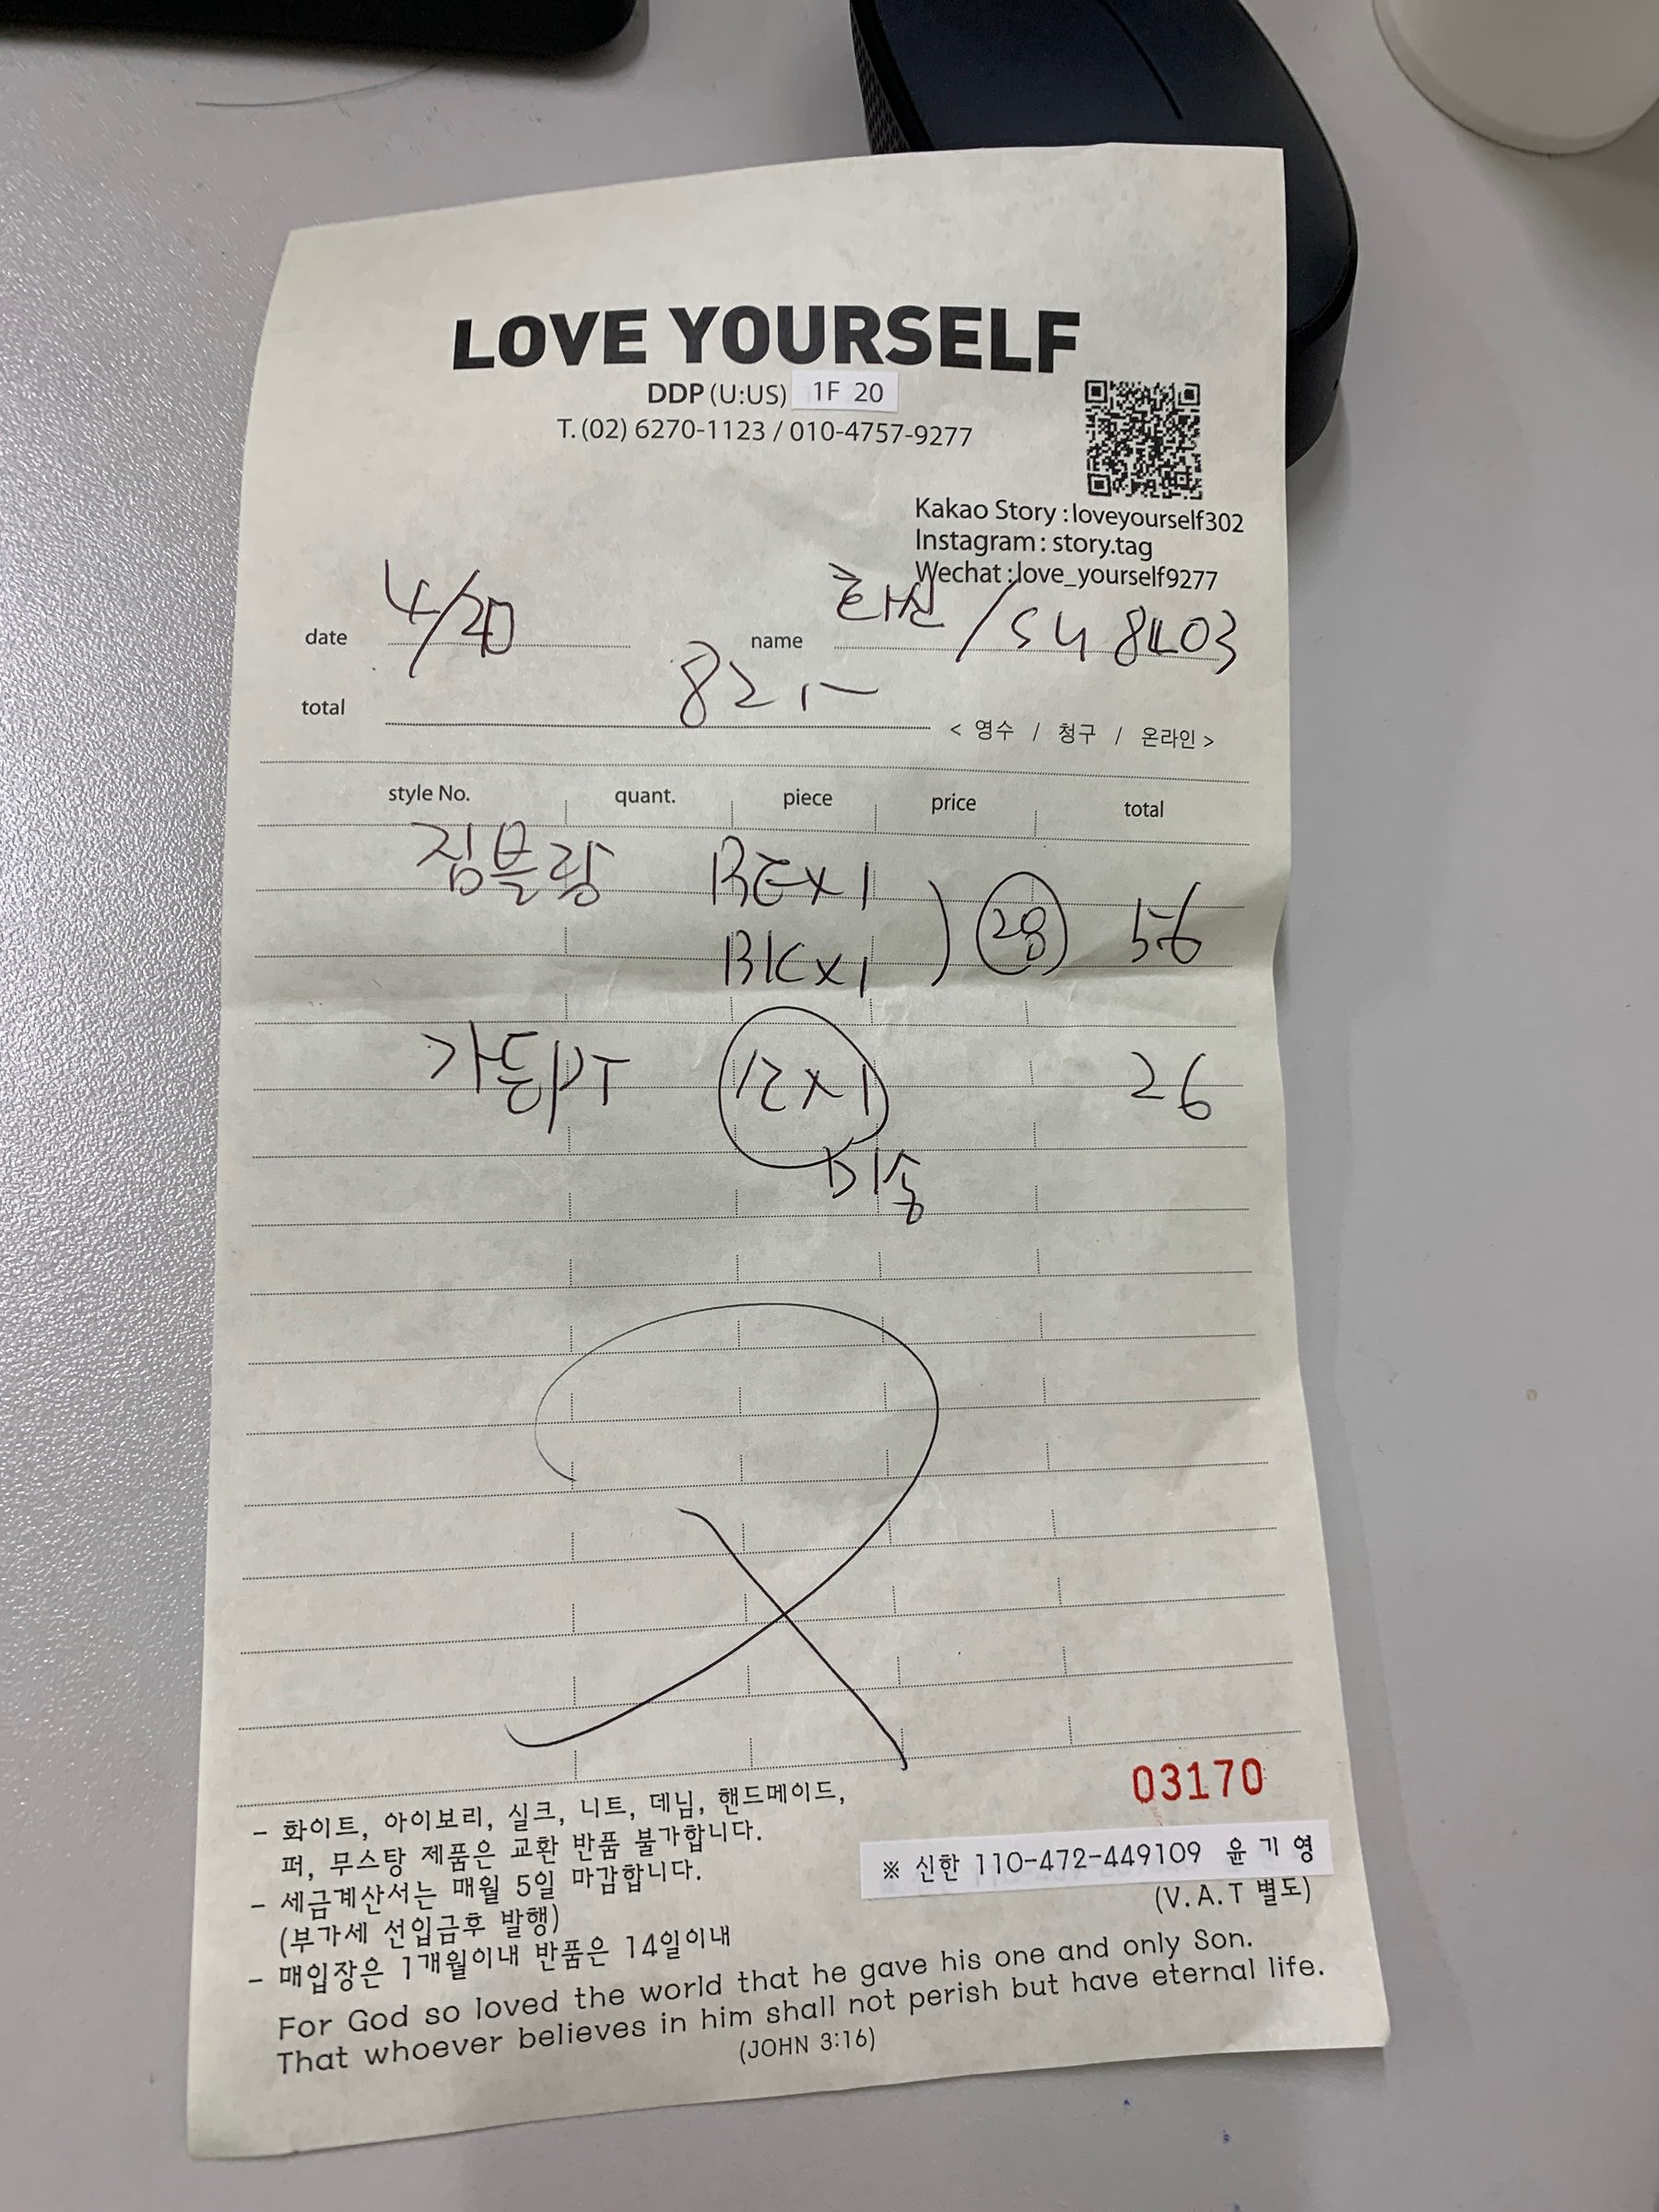 LOVE YOURSELF
DDP (U:US) 1F 20
T. (02) 6270-1123 / 010-4757-9277
Kakao Story : loveyourself302
Instagram : story.tag
Wechat : love_yourself9277
date 4/20 name / SU 8403
total 82,-
< 영수 / 청구 / 온라인 >
style No. quant. piece price total
짐블랑 BE x 1
BK x 1 ) 28 56
PT x 1 26
미송
03170
- 화이트, 아이보리, 실크, 니트, 데님, 핸드메이드,
퍼, 무스탕 제품은 교환 반품 불가합니다.
- 세금계산서는 매월 5일 마감합니다.
(부가세 선입금후 발행)
- 매입장은 1개월이내 반품은 14일이내
※ 신한 110-472-449109 윤 기 영
(V.A.T 별도)
For God so loved the world that he gave his one and only Son.
That whoever believes in him shall not perish but have eternal life.
(JOHN 3:16)